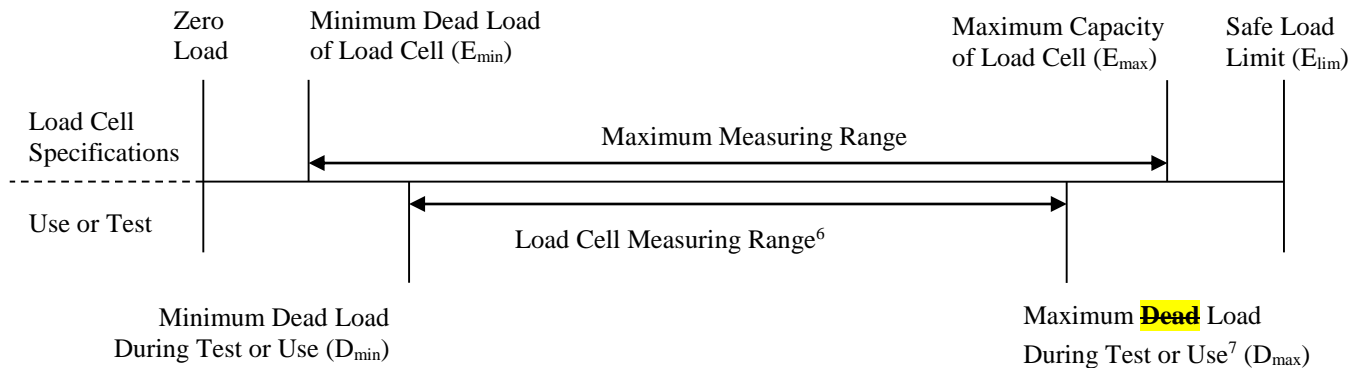 Zero
Load
Minimum Dead Load
of Load Cell (Emin)
Maximum Capacity
of Load Cell (Emax)
Safe Load
Limit (Elim)
Load Cell
Specifications
Maximum Measuring Range
Use or Test
Load Cell Measuring Range6
Minimum Dead Load
During Test or Use (Dmin)
Maximum Dead Load
During Test or Use7 (Dmax)